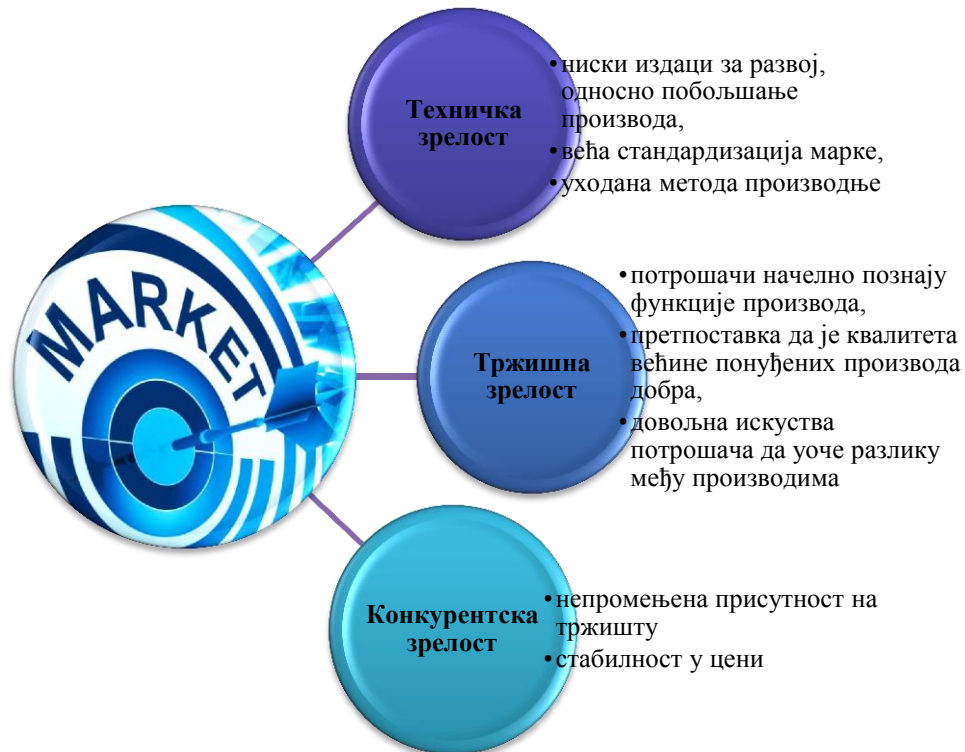 MARKET
Техничка
зрелост
•ниски издаци за развој,
односно побољшање
производа,
•већа стандардизација марке,
•уходана метода производње
Тржишна
зрелост
•потрошачи начелно познају
функције производа,
•претпоставка да је квалитета
већине понуђених производа
добра,
•довољна искуства
потрошача да уоче разлику
међу производима
Конкурентска
зрелост
•непромењена присутност на
тржишту
•стабилност у цени